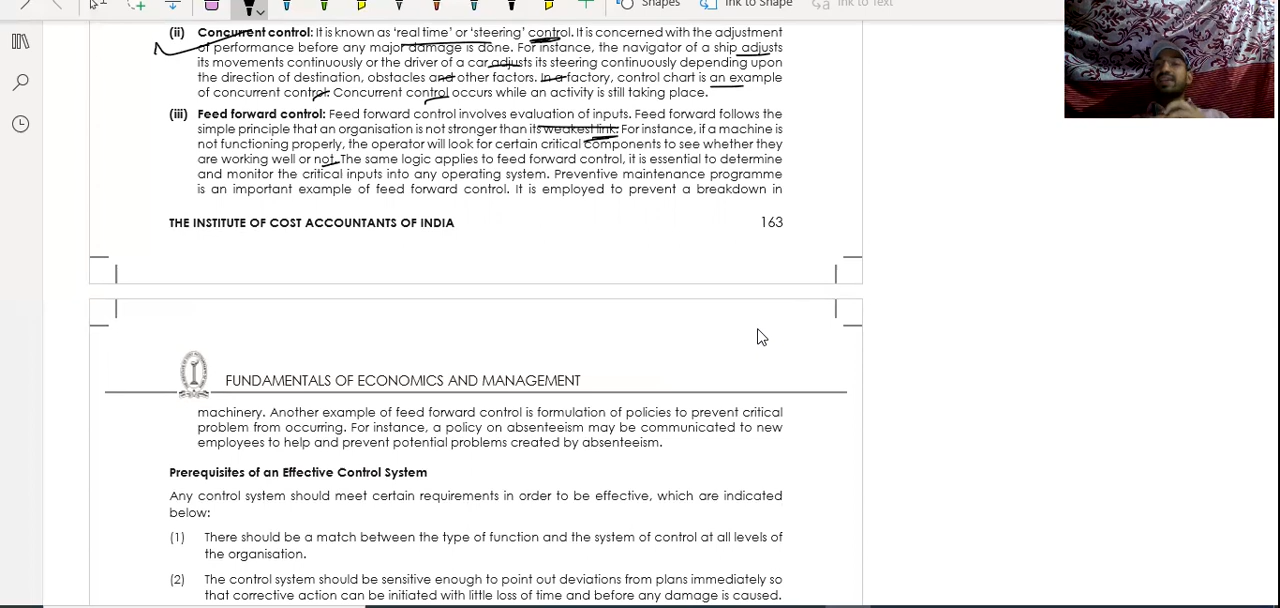 Shapes
Ink to Shape
Ink to Text
(ii) Concurrent control: It is known as ‘real time’ or ‘steering’ control. It is concerned with the adjustment
of performance before any major damage is done. For instance, the navigator of a ship adjusts
its movements continuously or the driver of a car adjusts its steering continuously depending upon
the direction of destination, obstacles and other factors. In a factory, control chart is an example
of concurrent control. Concurrent control occurs while an activity is still taking place.
(iii) Feed forward control: Feed forward control involves evaluation of inputs. Feed forward follows the
simple principle that an organisation is not stronger than its weakest link. For instance, if a machine is
not functioning properly, the operator will look for certain critical components to see whether they
are working well or not. The same logic applies to feed forward control, it is essential to determine
and monitor the critical inputs into any operating system. Preventive maintenance programme
is an important example of feed forward control. It is employed to prevent a breakdown in
THE INSTITUTE OF COST ACCOUNTANTS OF INDIA 163
FUNDAMENTALS OF ECONOMICS AND MANAGEMENT
machinery. Another example of feed forward control is formulation of policies to prevent critical
problem from occurring. For instance, a policy on absenteeism may be communicated to new
employees to help and prevent potential problems created by absenteeism.
Prerequisites of an Effective Control System
Any control system should meet certain requirements in order to be effective, which are indicated
below:
(1) There should be a match between the type of function and the system of control at all levels of
the organisation.
(2) The control system should be sensitive enough to point out deviations from plans immediately so
that corrective action can be initiated with little loss of time and before any damage is caused.